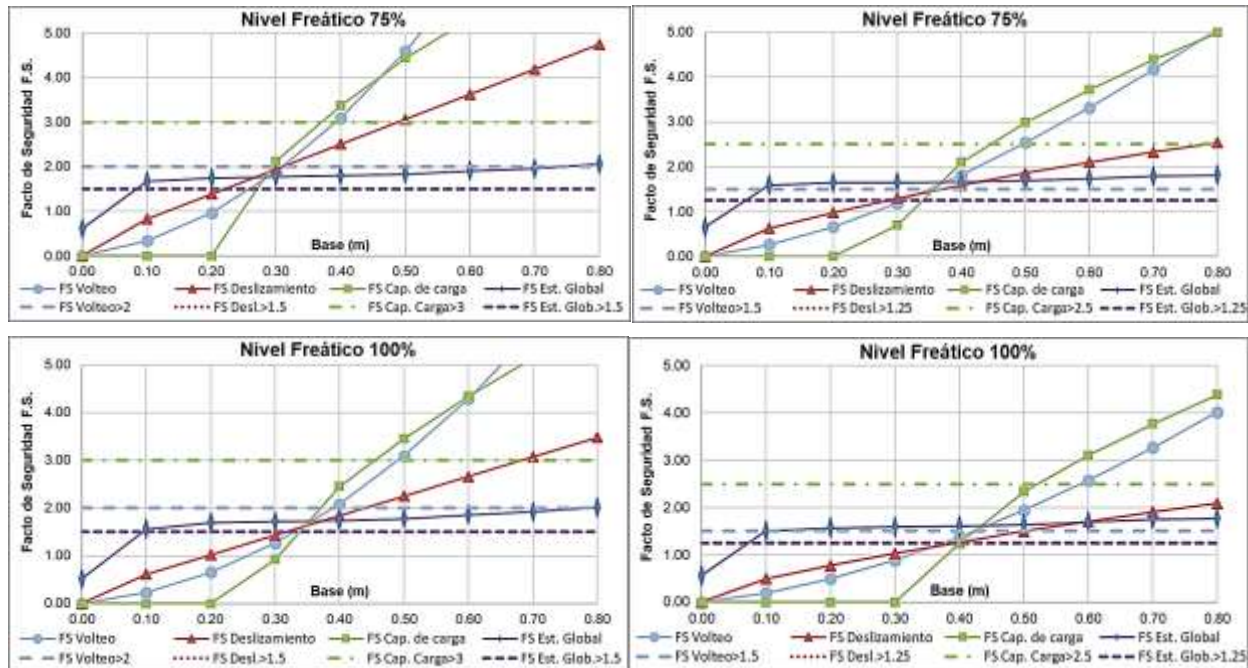 Nivel Freático 75%
Facto de Seguridad F.S.
5.00
4.00
3.00
2.00
1.00
0.00
Base (m)
0.00 0.10 0.20 0.30 0.40 0.50 0.60 0.70 0.80
FS Volteo FS Deslizamiento FS Cap. de carga FS Est. Global
FS Volteo>2 FS Desl.>1.5 FS Cap. Carga>3 FS Est. Glob.>1.5
Nivel Freático 75%
Facto de Seguridad F.S.
5.00
4.00
3.00
2.00
1.00
0.00
Base (m)
0.00 0.10 0.20 0.30 0.40 0.50 0.60 0.70 0.80
FS Volteo FS Deslizamiento FS Cap. de carga FS Est. Global
FS Volteo>1.5 FS Desl.>1.25 FS Cap. Carga>2.5 FS Est. Glob.>1.25
Nivel Freático 100%
Facto de Seguridad F.S.
5.00
4.00
3.00
2.00
1.00
0.00
Base (m)
0.00 0.10 0.20 0.30 0.40 0.50 0.60 0.70 0.80
FS Volteo FS Deslizamiento FS Cap. de carga FS Est. Global
FS Volteo>2 FS Desl.>1.5 FS Cap. Carga>3 FS Est. Glob.>1.5
Nivel Freático 100%
Facto de Seguridad F.S.
5.00
4.00
3.00
2.00
1.00
0.00
Base (m)
0.00 0.10 0.20 0.30 0.40 0.50 0.60 0.70 0.80
FS Volteo FS Deslizamiento FS Cap. de carga FS Est. Global
FS Volteo>1.5 FS Desl.>1.25 FS Cap. Carga>2.5 FS Est. Glob.>1.25